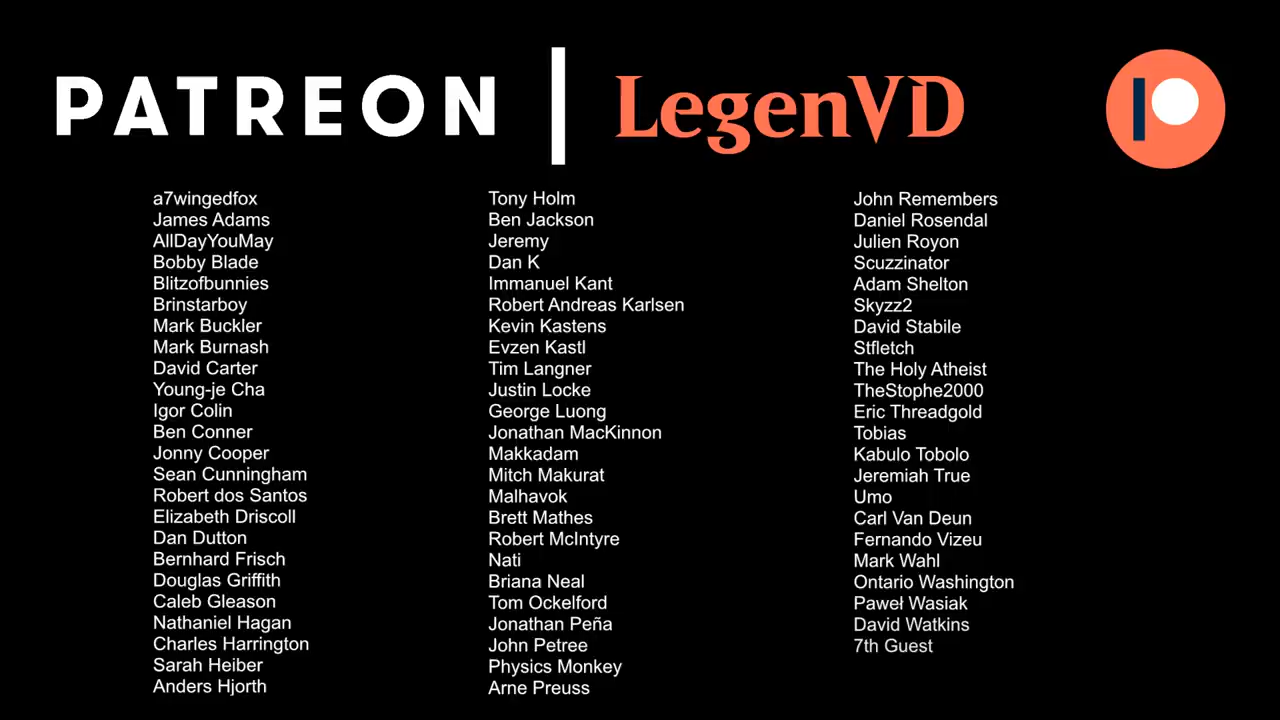 PATREON | LegenVD
a7wingedfox
James Adams
AllDayYouMay
Bobby Blade
Blitzofbunnies
Brinstarboy
Mark Buckler
Mark Burnash
David Carter
Young-je Cha
Igor Colin
Ben Conner
Jonny Cooper
Sean Cunningham
Robert dos Santos
Elizabeth Driscoll
Dan Dutton
Bernhard Frisch
Douglas Griffith
Caleb Gleason
Nathaniel Hagan
Charles Harrington
Sarah Heiber
Anders Hjorth
Tony Holm
Ben Jackson
Jeremy
Dan K
Immanuel Kant
Robert Andreas Karlsen
Kevin Kastens
Evzen Kastl
Tim Langner
Justin Locke
George Luong
Jonathan MacKinnon
Makkadam
Mitch Makurat
Malhavok
Brett Mathes
Robert McIntyre
Nati
Briana Neal
Tom Ockelford
Jonathan Peña
John Petree
Physics Monkey
Arne Preuss
John Remembers
Daniel Rosendal
Julien Royon
Scuzzinator
Adam Shelton
Skyzz2
David Stabile
Stfletch
The Holy Atheist
TheStophe2000
Eric Threadgold
Tobias
Kabulo Tobolo
Jeremiah True
Umo
Carl Van Deun
Fernando Vizeu
Mark Wahl
Ontario Washington
Paweł Wasiak
David Watkins
7th Guest